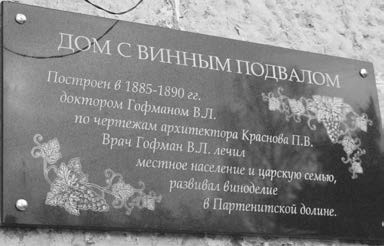 ДОМ С ВИННЫМ ПОДВАЛОМ
Построен в 1885-1890 гг.
доктором Гофманом В.Л.
по чертежам архитектора Краснова П.В.
Врач Гофман В.Л. лечил
местное население и царскую семью,
развивал виноделие
в Партенитской долине.